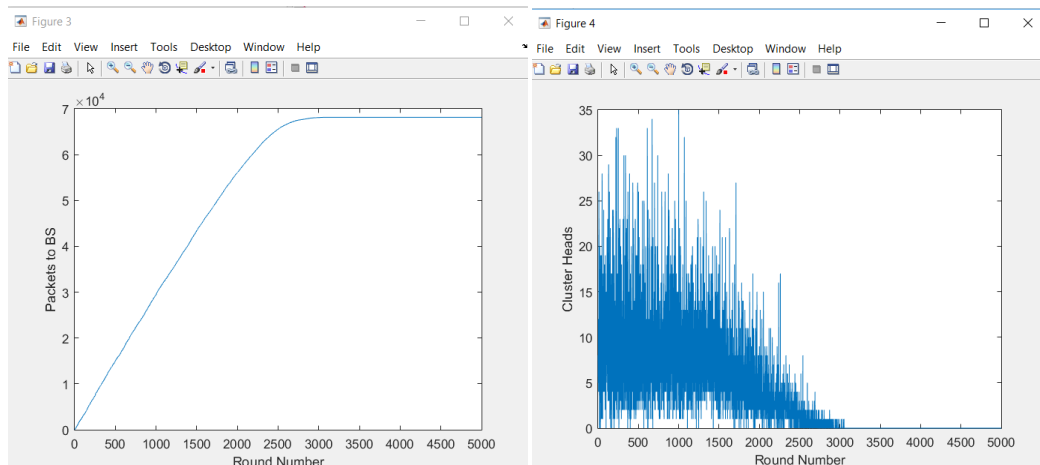 Figure 3
File Edit View Insert Tools Desktop Window Help
×10⁴
7
6
5
4
3
2
1
0
Packets to BS
0 500 1000 1500 2000 2500 3000 3500 4000 4500 5000
Round Number
Figure 4
File Edit View Insert Tools Desktop Window Help
35
30
25
20
15
10
5
0
Cluster Heads
0 500 1000 1500 2000 2500 3000 3500 4000 4500 5000
Round Number